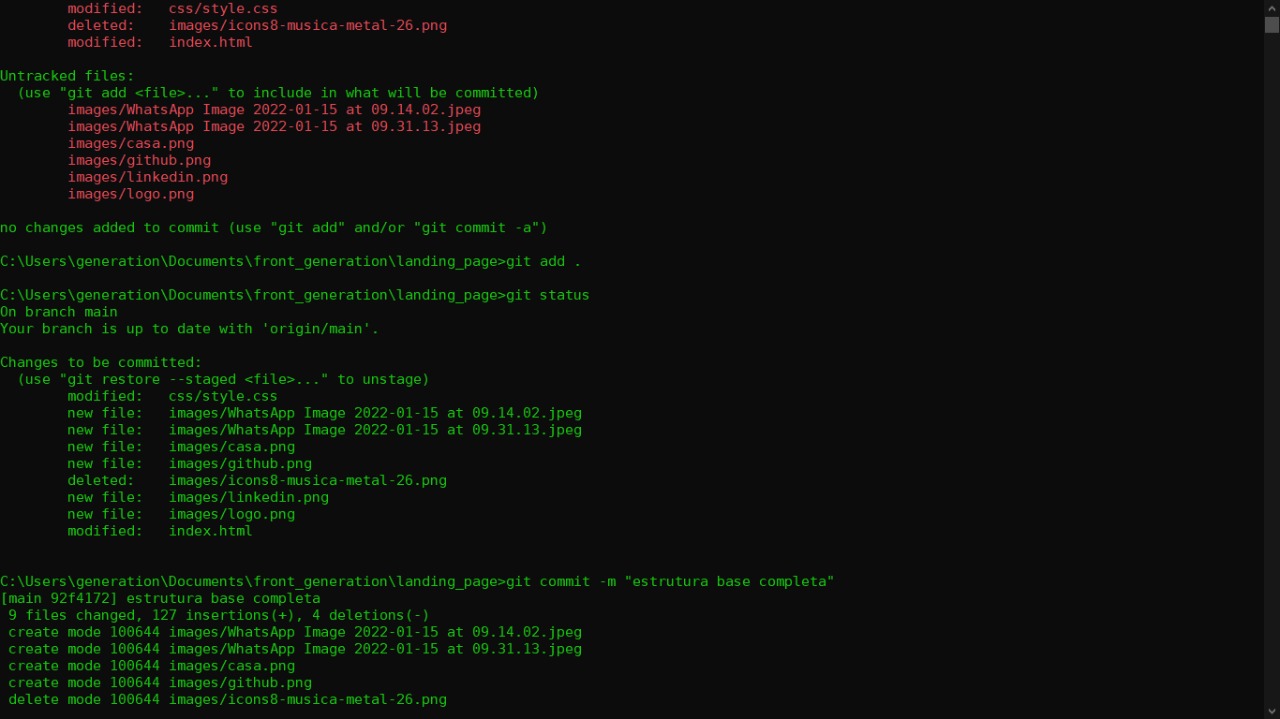 modified:   css/style.css
deleted:    images/icons8-musica-metal-26.png
modified:   index.html
Untracked files:
(use "git add <file>..." to include in what will be committed)
images/WhatsApp Image 2022-01-15 at 09.14.02.jpeg
images/WhatsApp Image 2022-01-15 at 09.31.13.jpeg
images/casa.png
images/github.png
images/linkedin.png
images/logo.png
no changes added to commit (use "git add" and/or "git commit -a")
C:\Users\generation\Documents\front_generation\landing_page>git add .
C:\Users\generation\Documents\front_generation\landing_page>git status
On branch main
Your branch is up to date with 'origin/main'.
Changes to be committed:
(use "git restore --staged <file>..." to unstage)
modified:   css/style.css
new file:   images/WhatsApp Image 2022-01-15 at 09.14.02.jpeg
new file:   images/WhatsApp Image 2022-01-15 at 09.31.13.jpeg
new file:   images/casa.png
new file:   images/github.png
deleted:    images/icons8-musica-metal-26.png
new file:   images/linkedin.png
new file:   images/logo.png
modified:   index.html
C:\Users\generation\Documents\front_generation\landing_page>git commit -m "estrutura base completa"
[main 92f4172] estrutura base completa
9 files changed, 127 insertions(+), 4 deletions(-)
create mode 100644 images/WhatsApp Image 2022-01-15 at 09.14.02.jpeg
create mode 100644 images/WhatsApp Image 2022-01-15 at 09.31.13.jpeg
create mode 100644 images/casa.png
create mode 100644 images/github.png
delete mode 100644 images/icons8-musica-metal-26.png